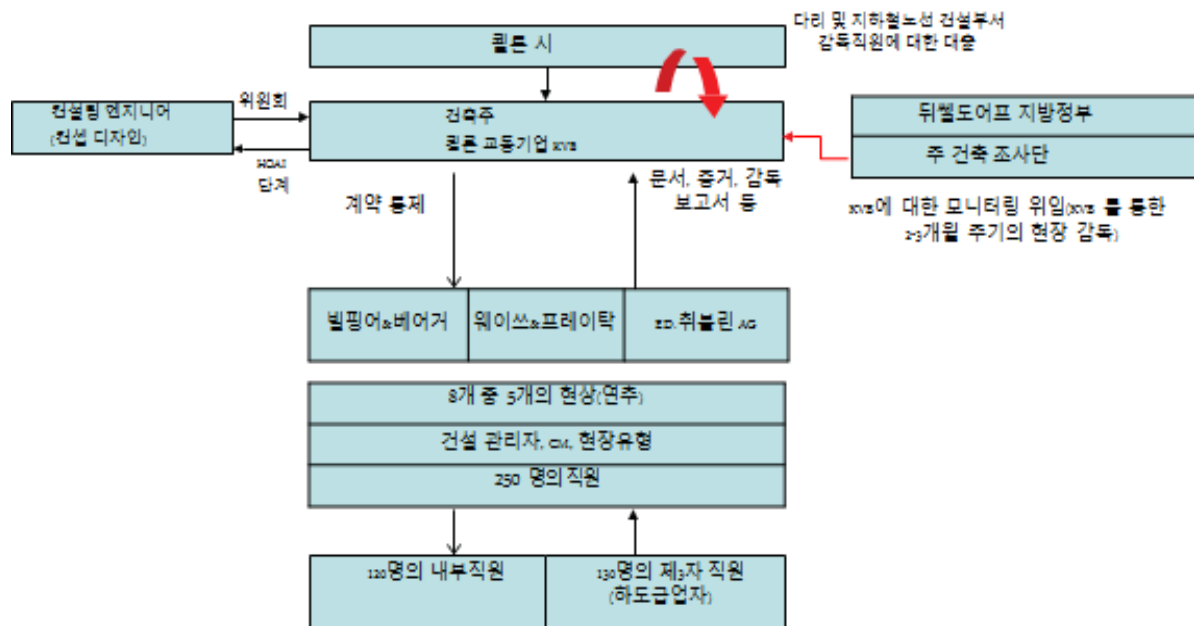 퀼른 시
다리 및 지하철노선 건설부서
감독직원에 대한 대출
컨설팅 엔지니어
(컨셉 디자인)
위원회
HOAI
단계
건축주
퀼른 교통기업 KVB
뒤쎌도어프 지방정부
주 건축 조사단
KVB에 대한 모니터링 위임(KVB 를 통한
2-3개월 주기의 현장 감독)
계약 통제
문서, 증거, 감독
보고서 등
빌핑어&베어거
웨이쓰&프레이탁
ED.취블린 AG
8개 중 5개의 현상(연추)
건설 관리자, CM, 현장유형
250 명의 직원
120명의 내부직원
130명의 제3자 직원
(하도급업자)